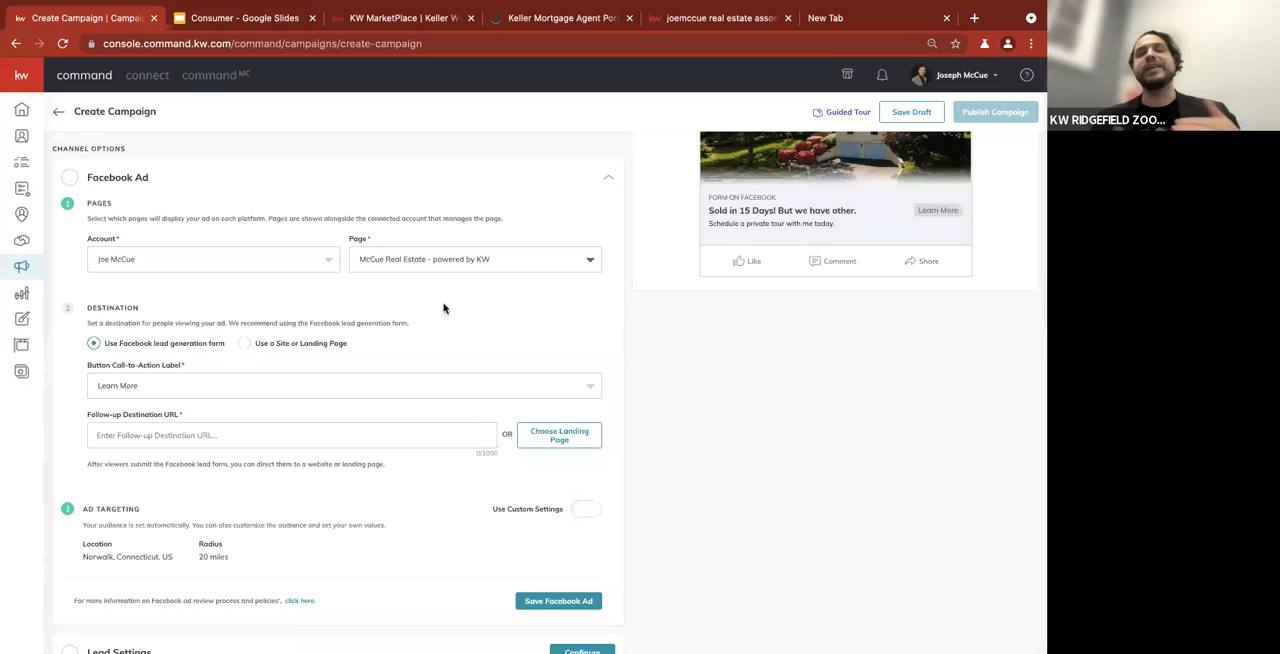 Create Campaign | Campai
Consumer - Google Slides
KW MarketPlace | Keller W
Keller Mortgage Agent Por
joemccue real estate assoc
New Tab
console.command.kw.com/command/campaigns/create-campaign
kw
command
connect
command MC
Joseph McCue
Create Campaign
Guided Tour
Save Draft
Publish Campaign
KW RIDGEFIELD ZOO...
CHANNEL OPTIONS
Facebook Ad
1 PAGES
Select which pages will display your ad on each platform. Pages are shown alongside the connected account that manages the page.
Account*
Page*
Joe McCue
McCue Real Estate - powered by KW
2 DESTINATION
Set a destination for people viewing your ad. We recommend using the Facebook lead generation form.
Use Facebook lead generation form
Use a Site or Landing Page
Button Call-to-Action Label*
Learn More
Follow-up Destination URL*
Enter Follow-up Destination URL...
OR
Choose Landing
Page
0/1000
After viewers submit the Facebook lead form, you can direct them to a website or landing page.
3 AD TARGETING
Use Custom Settings
Your audience is set automatically. You can also customize the audience and set your own values.
Location
Radius
Norwalk, Connecticut, US
20 miles
For more information on Facebook ad review process and policies', click here.
Save Facebook Ad
Lead Settings
Configure
FORM ON FACEBOOK
Sold in 15 Days! But we have other.
Learn More
Schedule a private tour with me today.
Like
Comment
Share